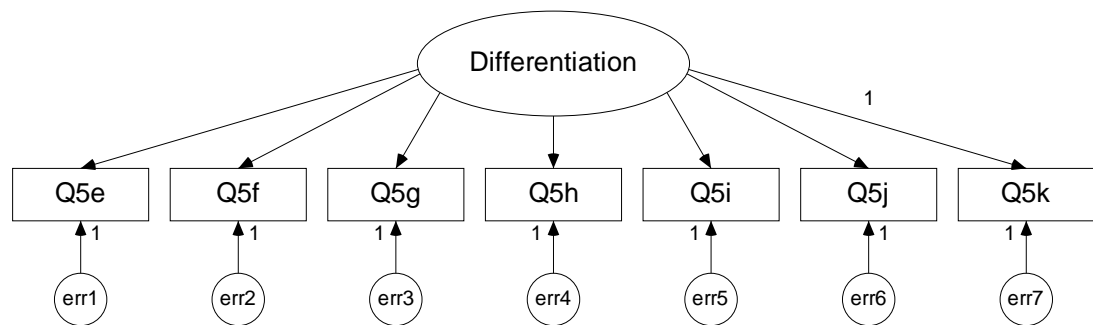 Differentiation
1
Q5e Q5f Q5g Q5h Q5i Q5j Q5k
1 1 1 1 1 1 1
err1 err2 err3 err4 err5 err6 err7